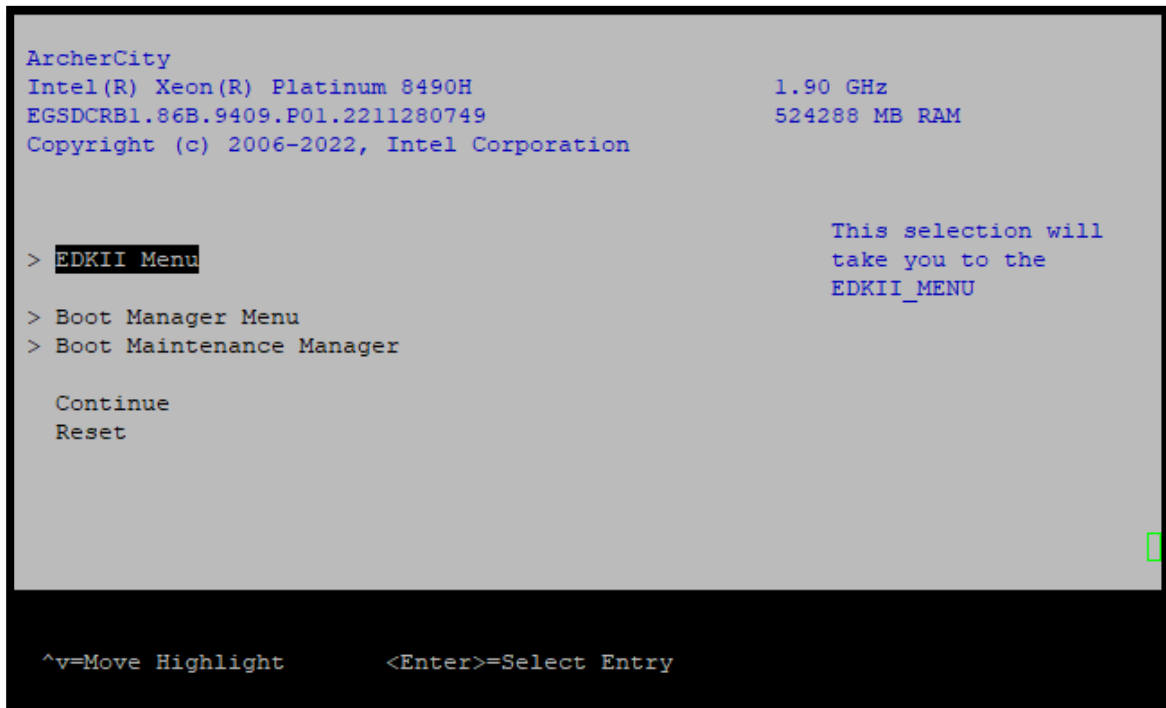 ArcherCity
Intel(R) Xeon(R) Platinum 8490H 1.90 GHz
EGSDCRB1.86B.9409.P01.2211280749 524288 MB RAM
Copyright (c) 2006-2022, Intel Corporation
This selection will
> EDKII Menu take you to the
EDKII_MENU
> Boot Manager Menu
> Boot Maintenance Manager
Continue
Reset
^v=Move Highlight <Enter>=Select Entry